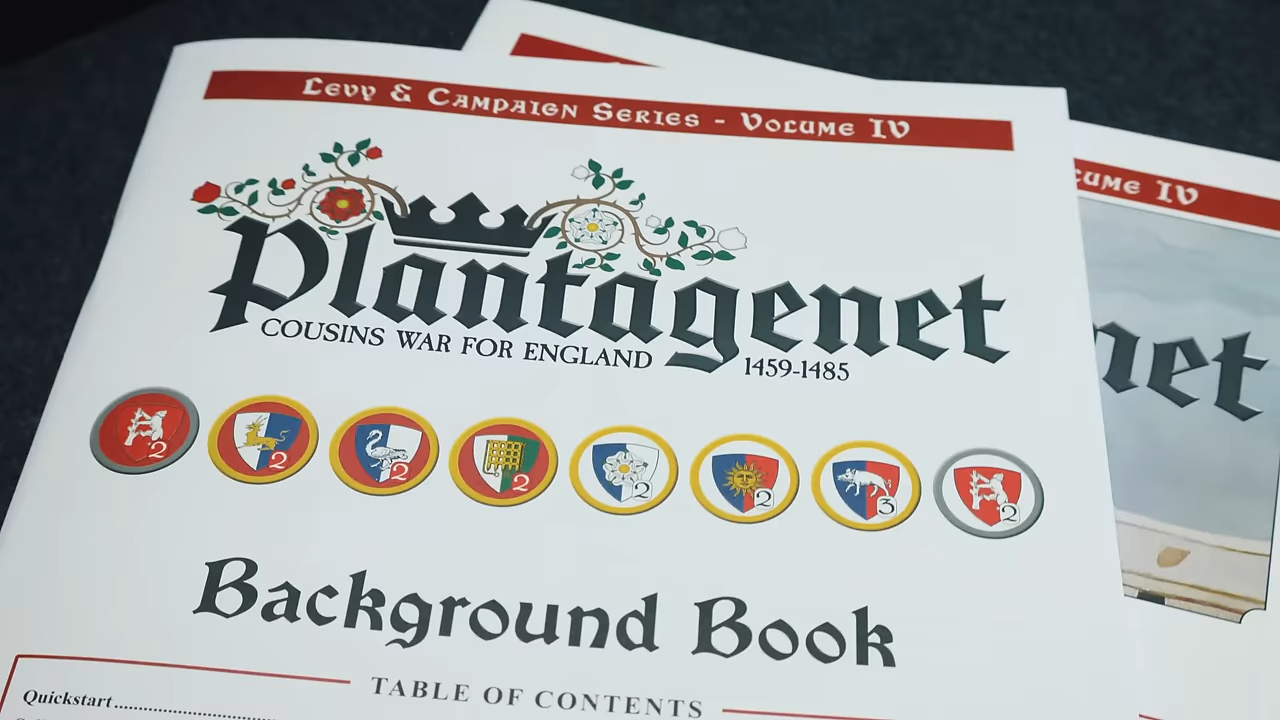 Levy & Campaign Series - Volume IV
Plantagenet
COUSINS WAR FOR ENGLAND 1459-1485
2 2 2 2 2 2 3 2
Background Book
TABLE OF CONTENTS
Quickstart
IV
net